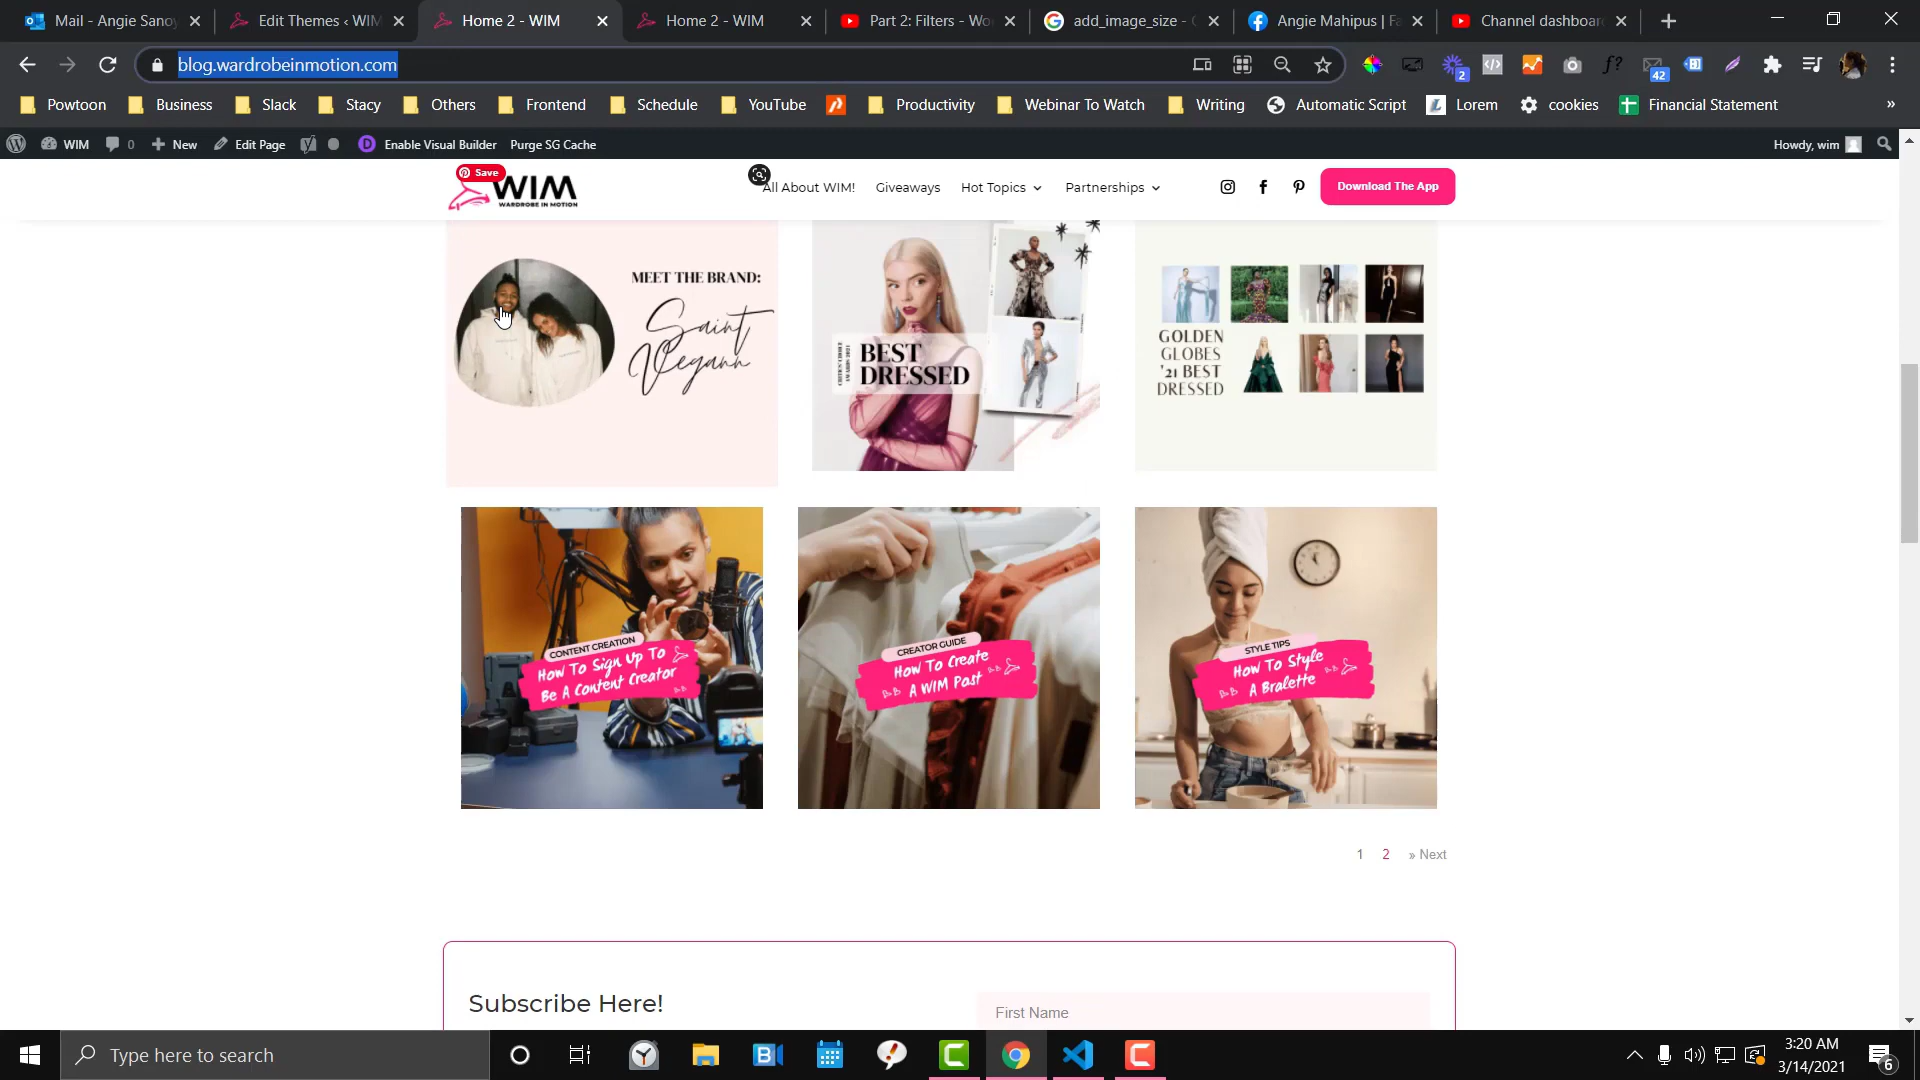 Mail - Angie Sanoy
Edit Themes ‹ WIM
Home 2 - WIM
Home 2 - WIM
Part 2: Filters - Wo
add_image_size - G
Angie Mahipus | Fa
Channel dashboar
blog.wardrobeinmotion.com
f?
2
42
Powtoon
Business
Slack
Stacy
Others
Frontend
Schedule
YouTube
Productivity
Webinar To Watch
Writing
Automatic Script
Lorem
cookies
Financial Statement
»
WIM
0
New
Edit Page
D
Enable Visual Builder
Purge SG Cache
Howdy, wim
Save
WIM
WARDROBE IN MOTION
All About WIM!
Giveaways
Hot Topics
Partnerships
Download The App
MEET THE BRAND:
Saint
Vegann
BEST
DRESSED
GOLDEN
GLOBES
'21 BEST
DRESSED
CONTENT CREATION
How To Sign Up To
Be A Content Creator
CREATOR GUIDE
How To Create
A WIM Post
STYLE TIPS
How To Style
A Bralette
1
2
» Next
Subscribe Here!
First Name
Type here to search
3:20 AM
3/14/2021
6